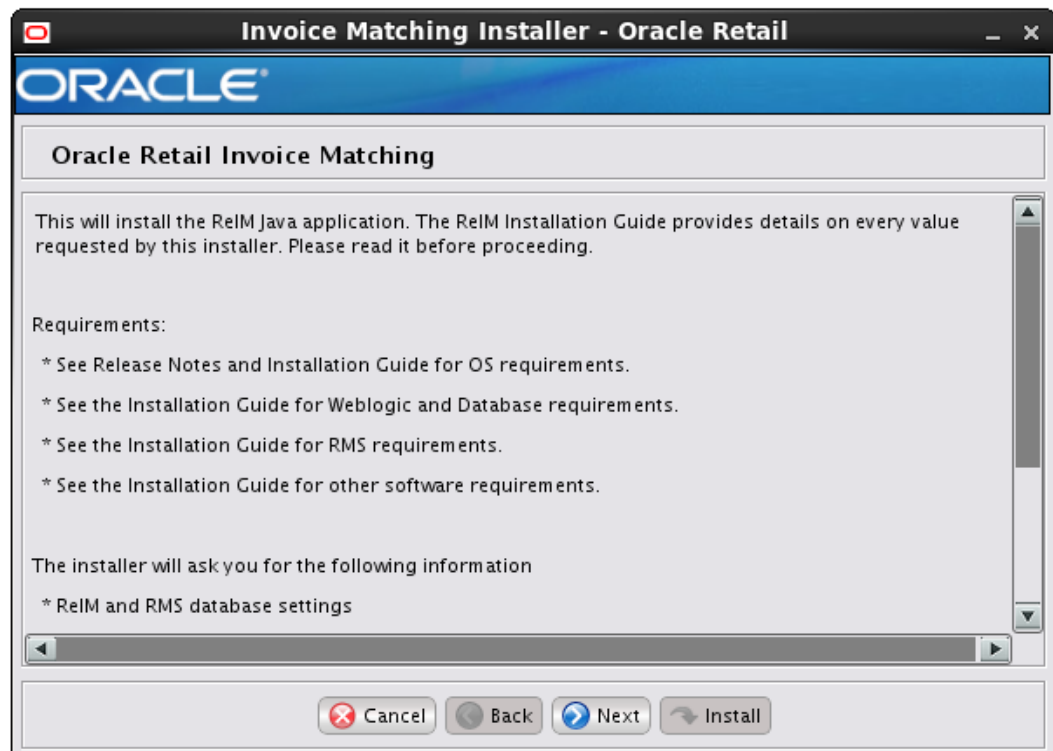 Invoice Matching Installer - Oracle Retail
ORACLE®
Oracle Retail Invoice Matching
This will install the ReIM Java application. The ReIM Installation Guide provides details on every value
requested by this installer. Please read it before proceeding.
Requirements:
* See Release Notes and Installation Guide for OS requirements.
* See the Installation Guide for Weblogic and Database requirements.
* See the Installation Guide for RMS requirements.
* See the Installation Guide for other software requirements.
The installer will ask you for the following information
* ReIM and RMS database settings
Cancel Back Next Install